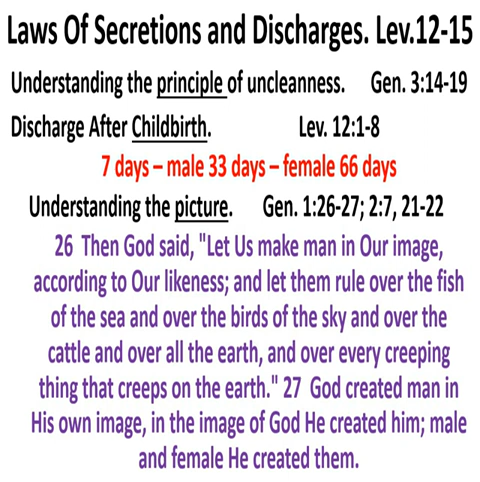 Laws Of Secretions and Discharges. Lev.12-15
Understanding the principle of uncleanness. Gen. 3:14-19
Discharge After Childbirth. Lev. 12:1-8
7 days – male 33 days – female 66 days
Understanding the picture. Gen. 1:26-27; 2:7, 21-22
26 Then God said, "Let Us make man in Our image,
according to Our likeness; and let them rule over the fish
of the sea and over the birds of the sky and over the
cattle and over all the earth, and over every creeping
thing that creeps on the earth." 27 God created man in
His own image, in the image of God He created him; male
and female He created them.